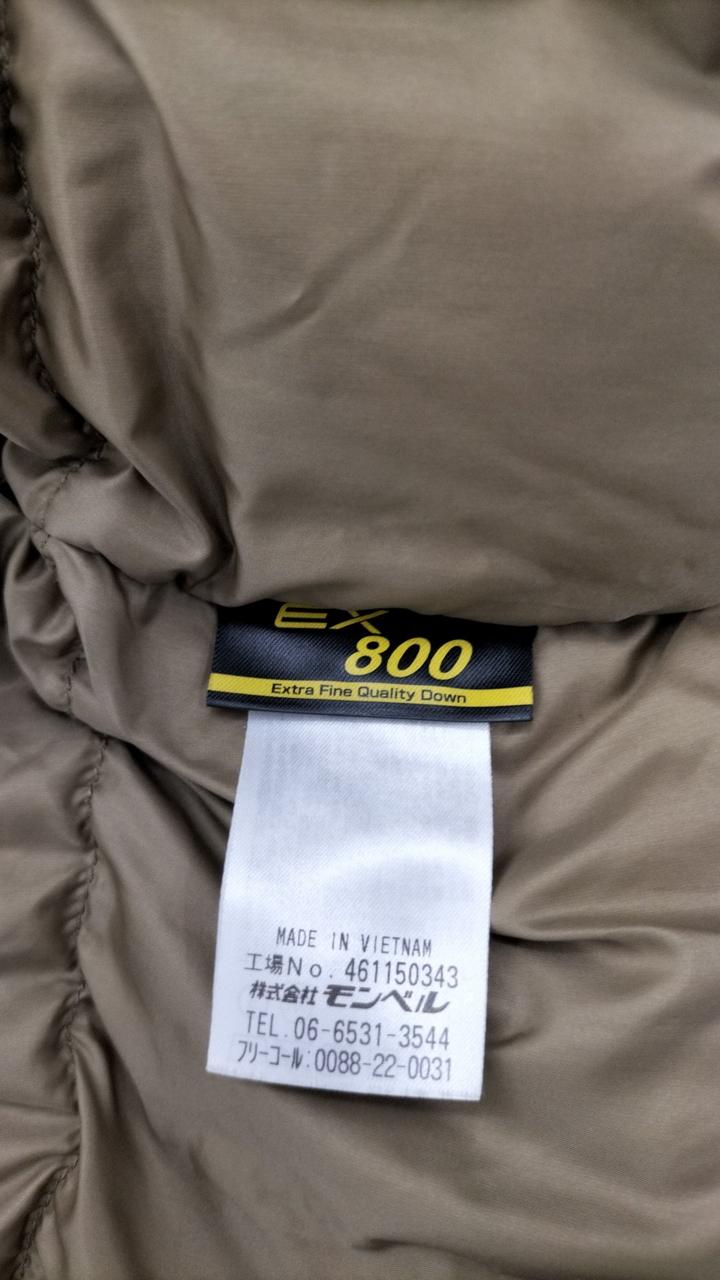 EX
800
Extra Fine Quality Down
MADE IN VIETNAM
工場No. 461150343
株式会社モンベル
TEL.06-6531-3544
フリーコール:0088-22-0031